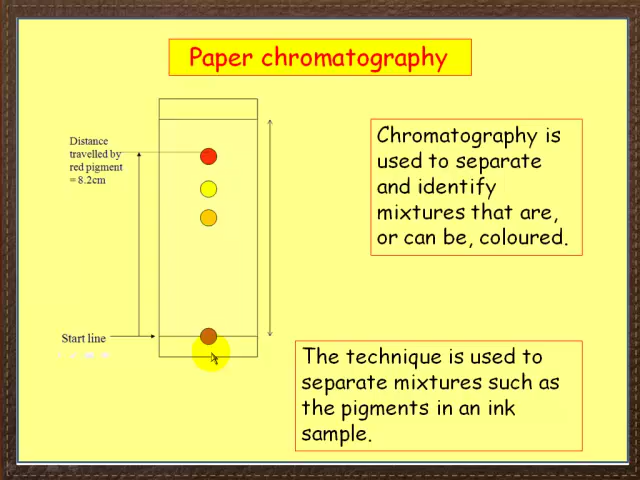 Paper chromatography
Distance
travelled by
red pigment
= 8.2cm
Start line
Chromatography is
used to separate
and identify
mixtures that are,
or can be, coloured.
The technique is used to
separate mixtures such as
the pigments in an ink
sample.